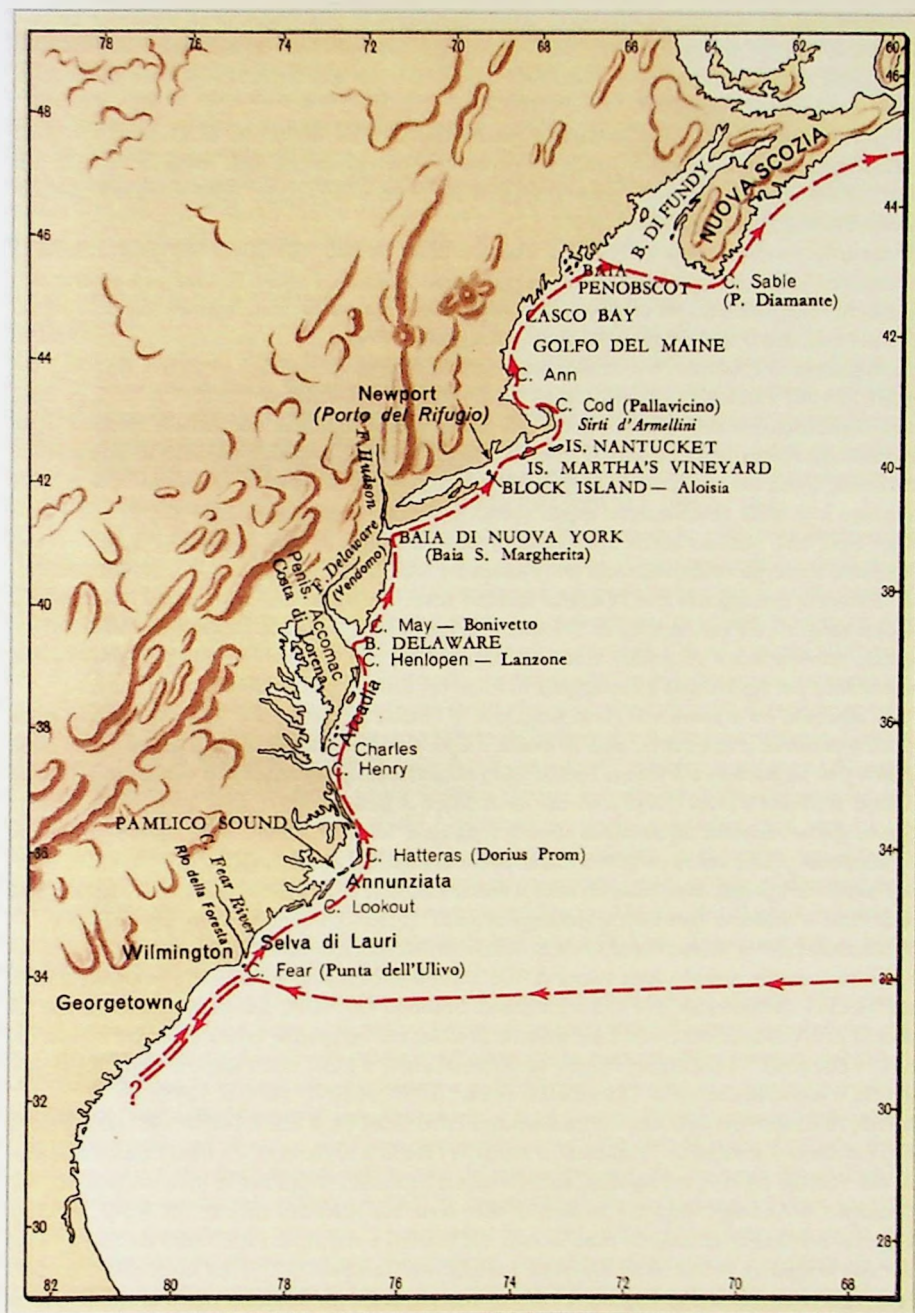 78 76 74 72 70 68 66 64 62 60
46
48
NUOVA SCOZIA
B. DI FUNDY
44
46
BAIA
PENOBSCOT
C. Sable
(P. Diamante)
CASCO BAY
42
GOLFO DEL MAINE
44
C. Ann
Newport
(Porto del Rifugio)
C. Cod (Pallavicino)
Sirti d'Armellini
IS. NANTUCKET
IS. MARTHA'S VINEYARD
40
BLOCK ISLAND — Aloisia
42
F. Hudson
BAIA DI NUOVA YORK
(Baia S. Margherita)
F. Delaware
(Vendomo)
Penis. Accomac
Costa di Lorena
38
40
C. May — Bonivetto
B. DELAWARE
C. Henlopen — Lanzone
Arcadia
36
38
C. Charles
C. Henry
PAMLICO SOUND
34
36
C. Hatteras (Dorius Prom)
Annunziata
C. Fear River
Rio della Foresta
C. Lookout
Selva di Lauri
Wilmington
C. Fear (Punta dell'Ulivo)
32
34
Georgetown
?
30
32
30
28
82 80 78 76 74 72 70 68